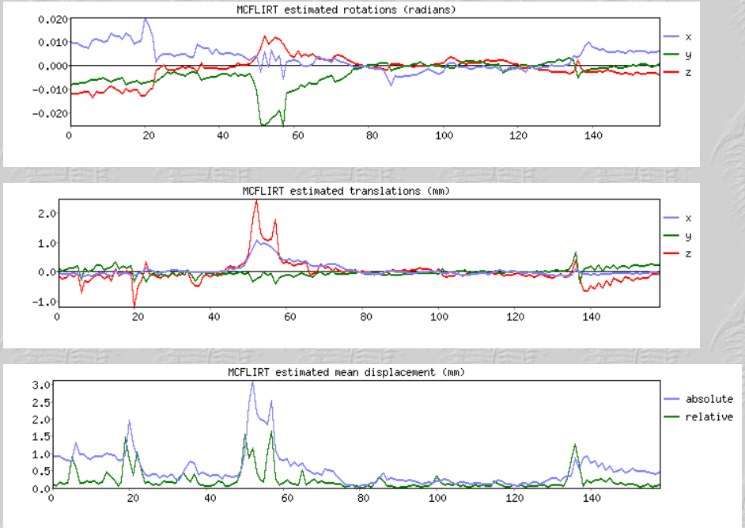 MCFLIRT estimated rotations (radians)
0.020
0.010
0.000
-0.010
-0.020
0 20 40 60 80 100 120 140
x
y
z
MCFLIRT estimated translations (mm)
2.0
1.0
0.0
-1.0
0 20 40 60 80 100 120 140
x
y
z
MCFLIRT estimated mean displacement (mm)
3.0
2.5
2.0
1.5
1.0
0.5
0.0
0 20 40 60 80 100 120 140
absolute
relative